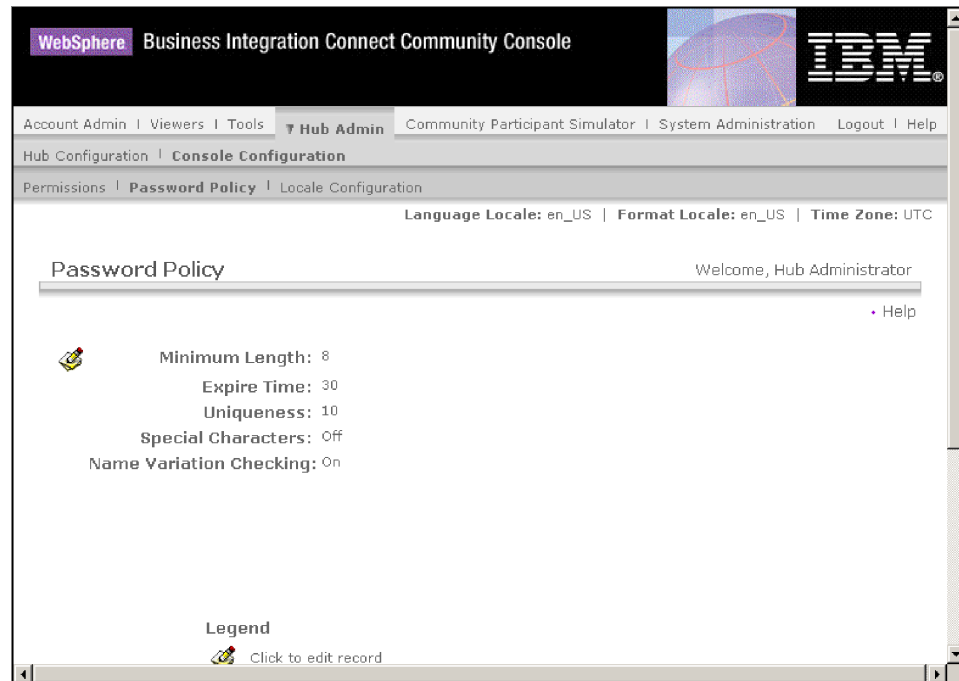 WebSphere. Business Integration Connect Community Console
IBM®
Account Admin | Viewers | Tools Hub Admin Community Participant Simulator | System Administration Logout | Help
Hub Configuration | Console Configuration
Permissions | Password Policy | Locale Configuration
Language Locale: en_US | Format Locale: en_US | Time Zone: UTC
Password Policy Welcome, Hub Administrator
• Help
Minimum Length: 8
Expire Time: 30
Uniqueness: 10
Special Characters: Off
Name Variation Checking: On
Legend
Click to edit record